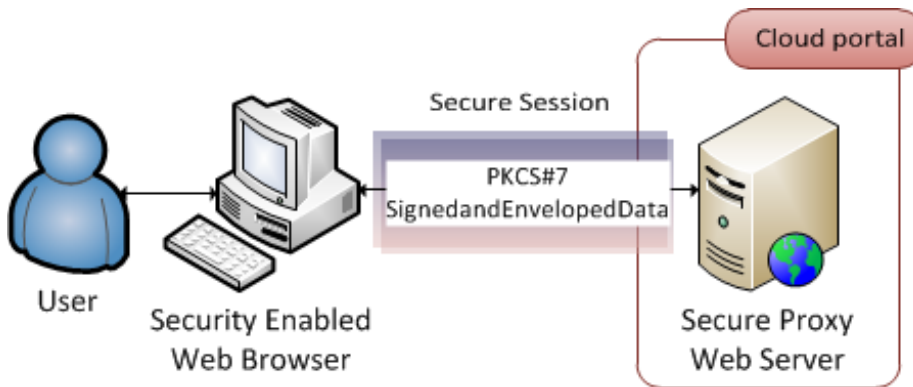 Cloud portal
Secure Session
PKCS#7
SignedandEnvelopedData
User
Security Enabled
Web Browser
Secure Proxy
Web Server